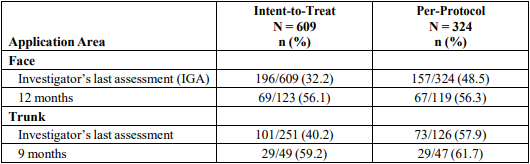 Application Area Intent-to-Treat N = 609 n (%) Per-Protocol N = 324 n (%)
Face
Investigator's last assessment (IGA) 196/609 (32.2) 157/324 (48.5)
12 months 69/123 (56.1) 67/119 (56.3)
Trunk
Investigator's last assessment 101/251 (40.2) 73/126 (57.9)
9 months 29/49 (59.2) 29/47 (61.7)